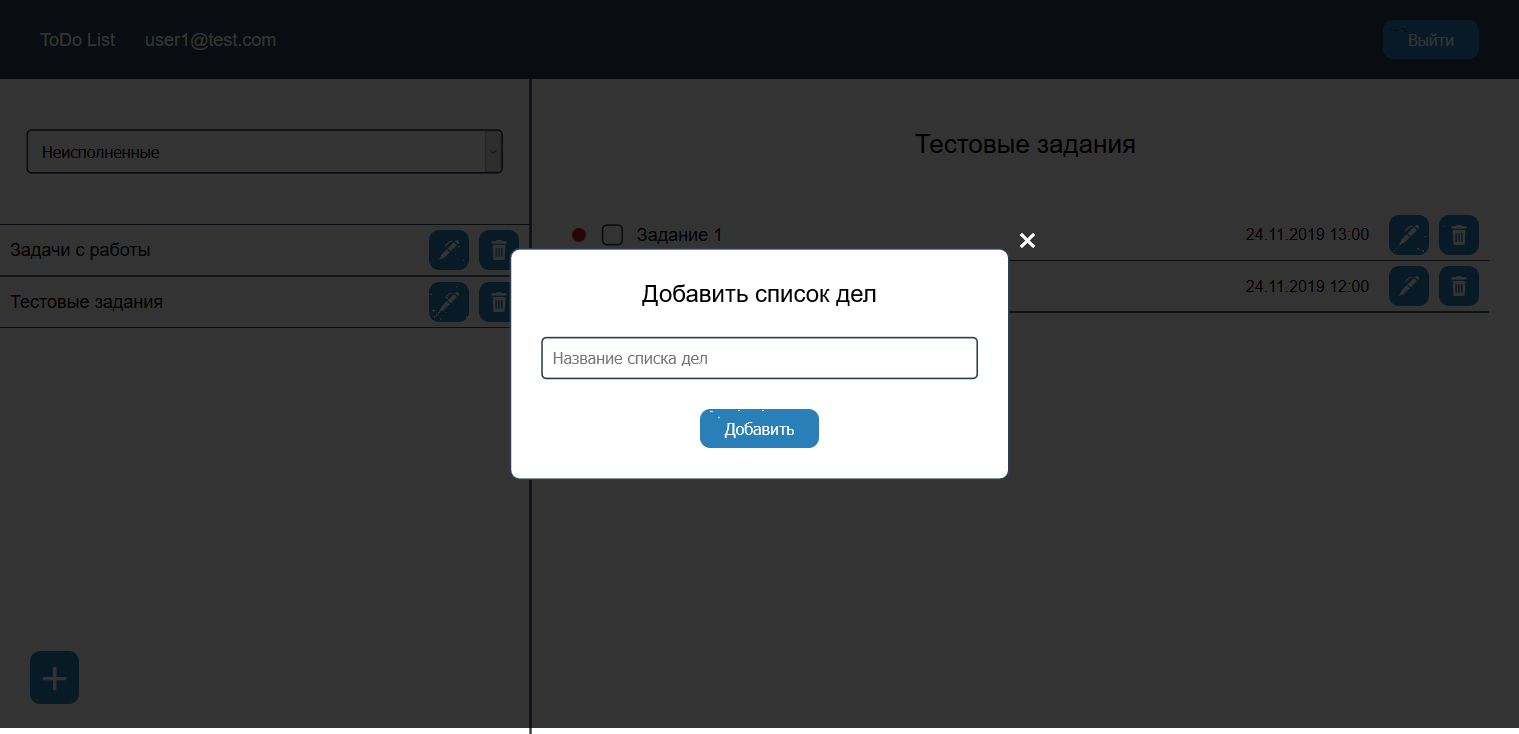 ToDo List user1@test.com Выйти
Неисполненные
Тестовые задания
Задачи с работы
Тестовые задания
Задание 1 24.11.2019 13:00
24.11.2019 12:00
Добавить список дел
Название списка дел
Добавить